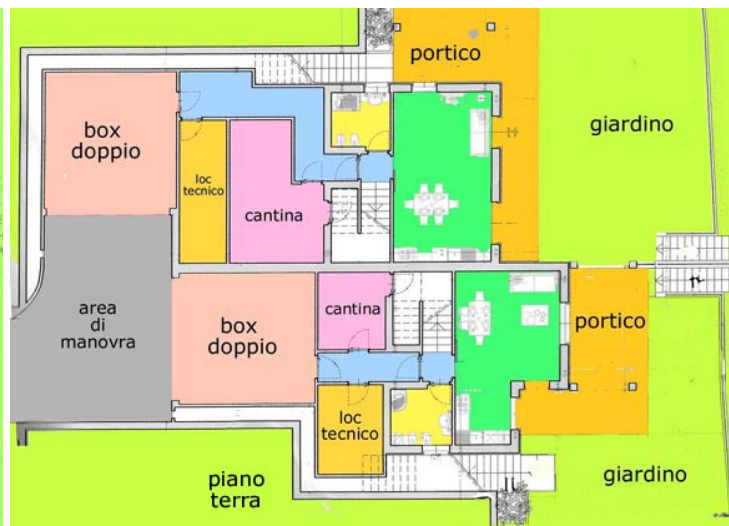 portico
box
doppio
giardino
loc
tecnico
cantina
area
di
manovra
box
doppio
cantina
portico
loc
tecnico
piano
terra
giardino